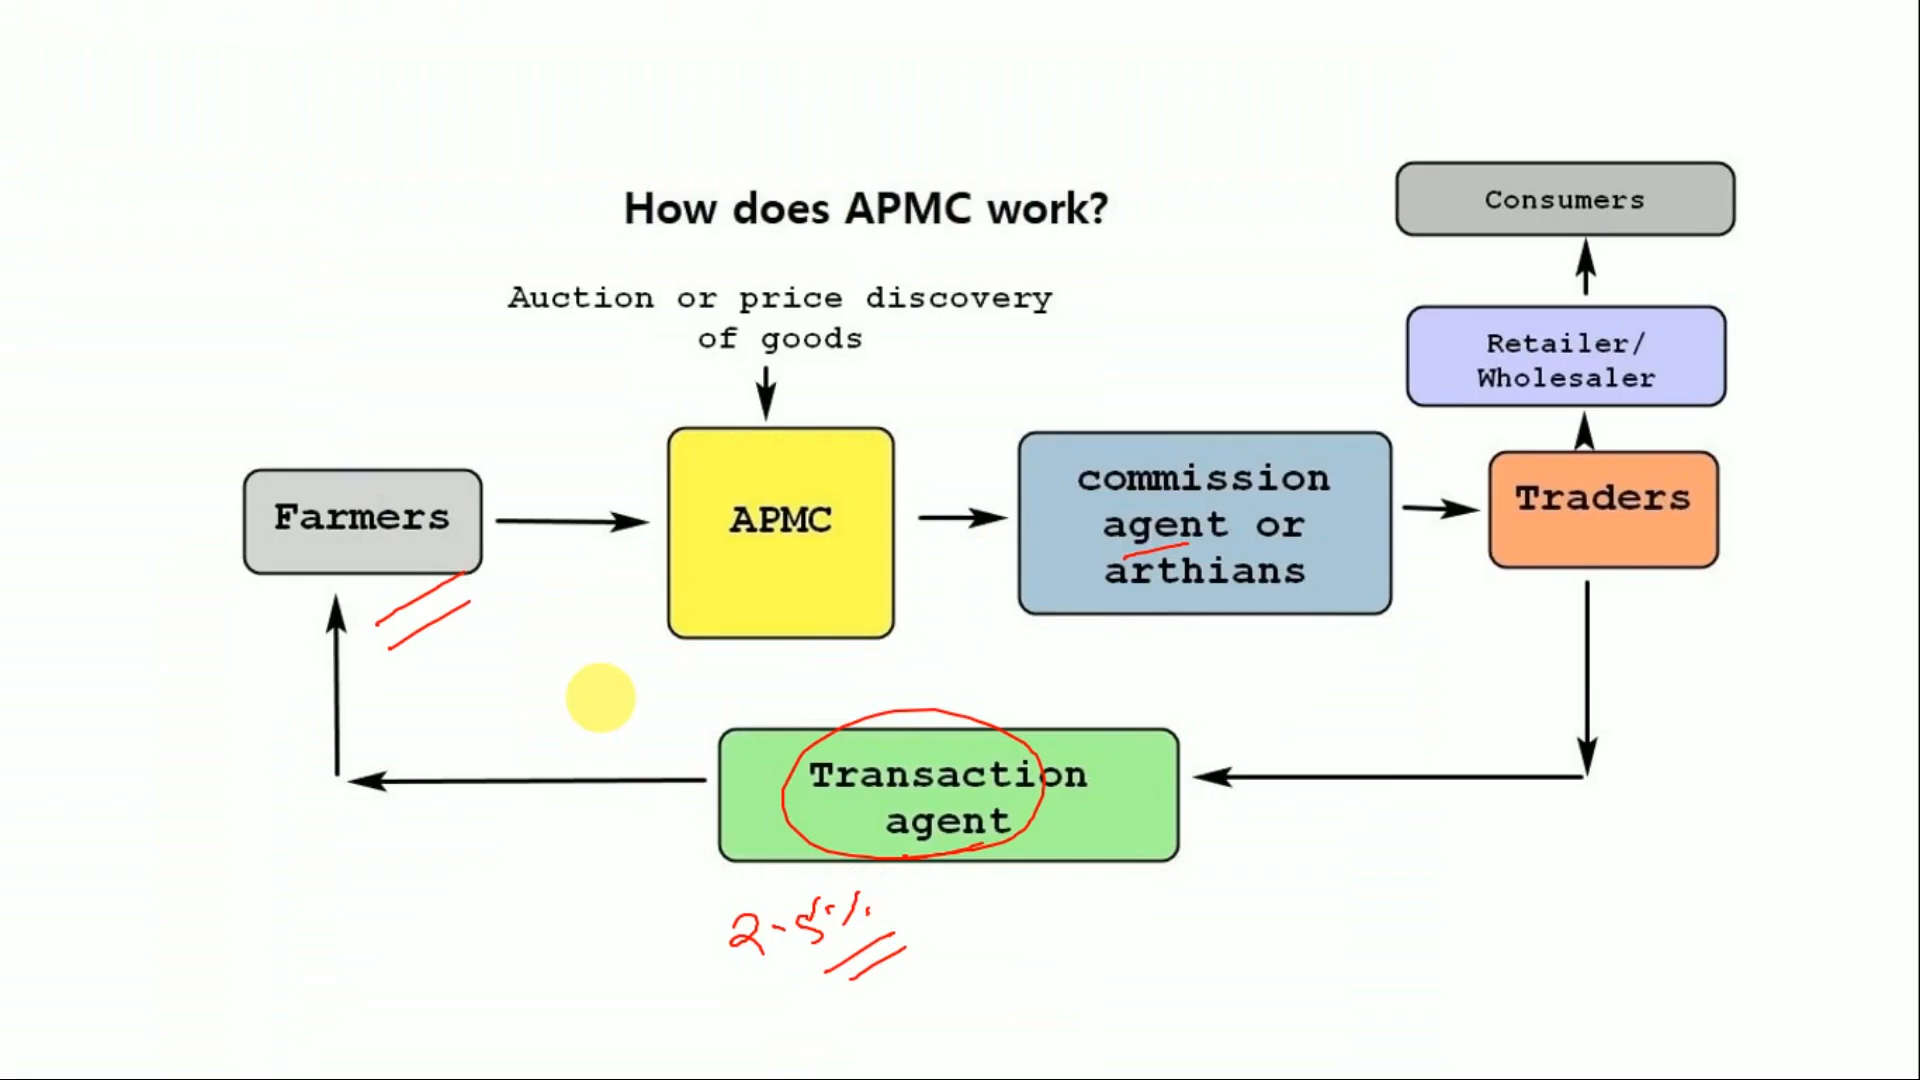 How does APMC work?
Auction or price discovery
of goods
Consumers
Retailer/
Wholesaler
Farmers
APMC
commission
agent or
arthians
Traders
Transaction
agent
2-5%